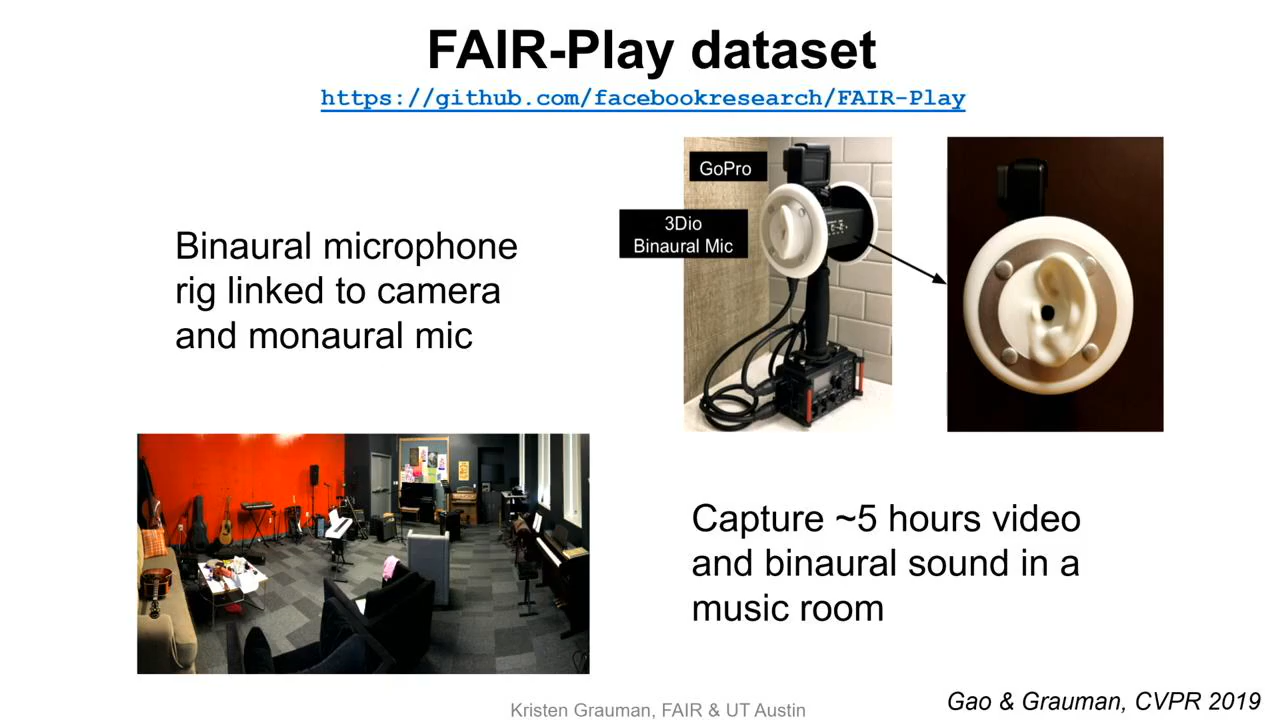 FAIR-Play dataset
https://github.com/facebookresearch/FAIR-Play
GoPro
3Dio
Binaural Mic
Binaural microphone
rig linked to camera
and monaural mic
Capture ~5 hours video
and binaural sound in a
music room
Kristen Grauman, FAIR & UT Austin
Gao & Grauman, CVPR 2019